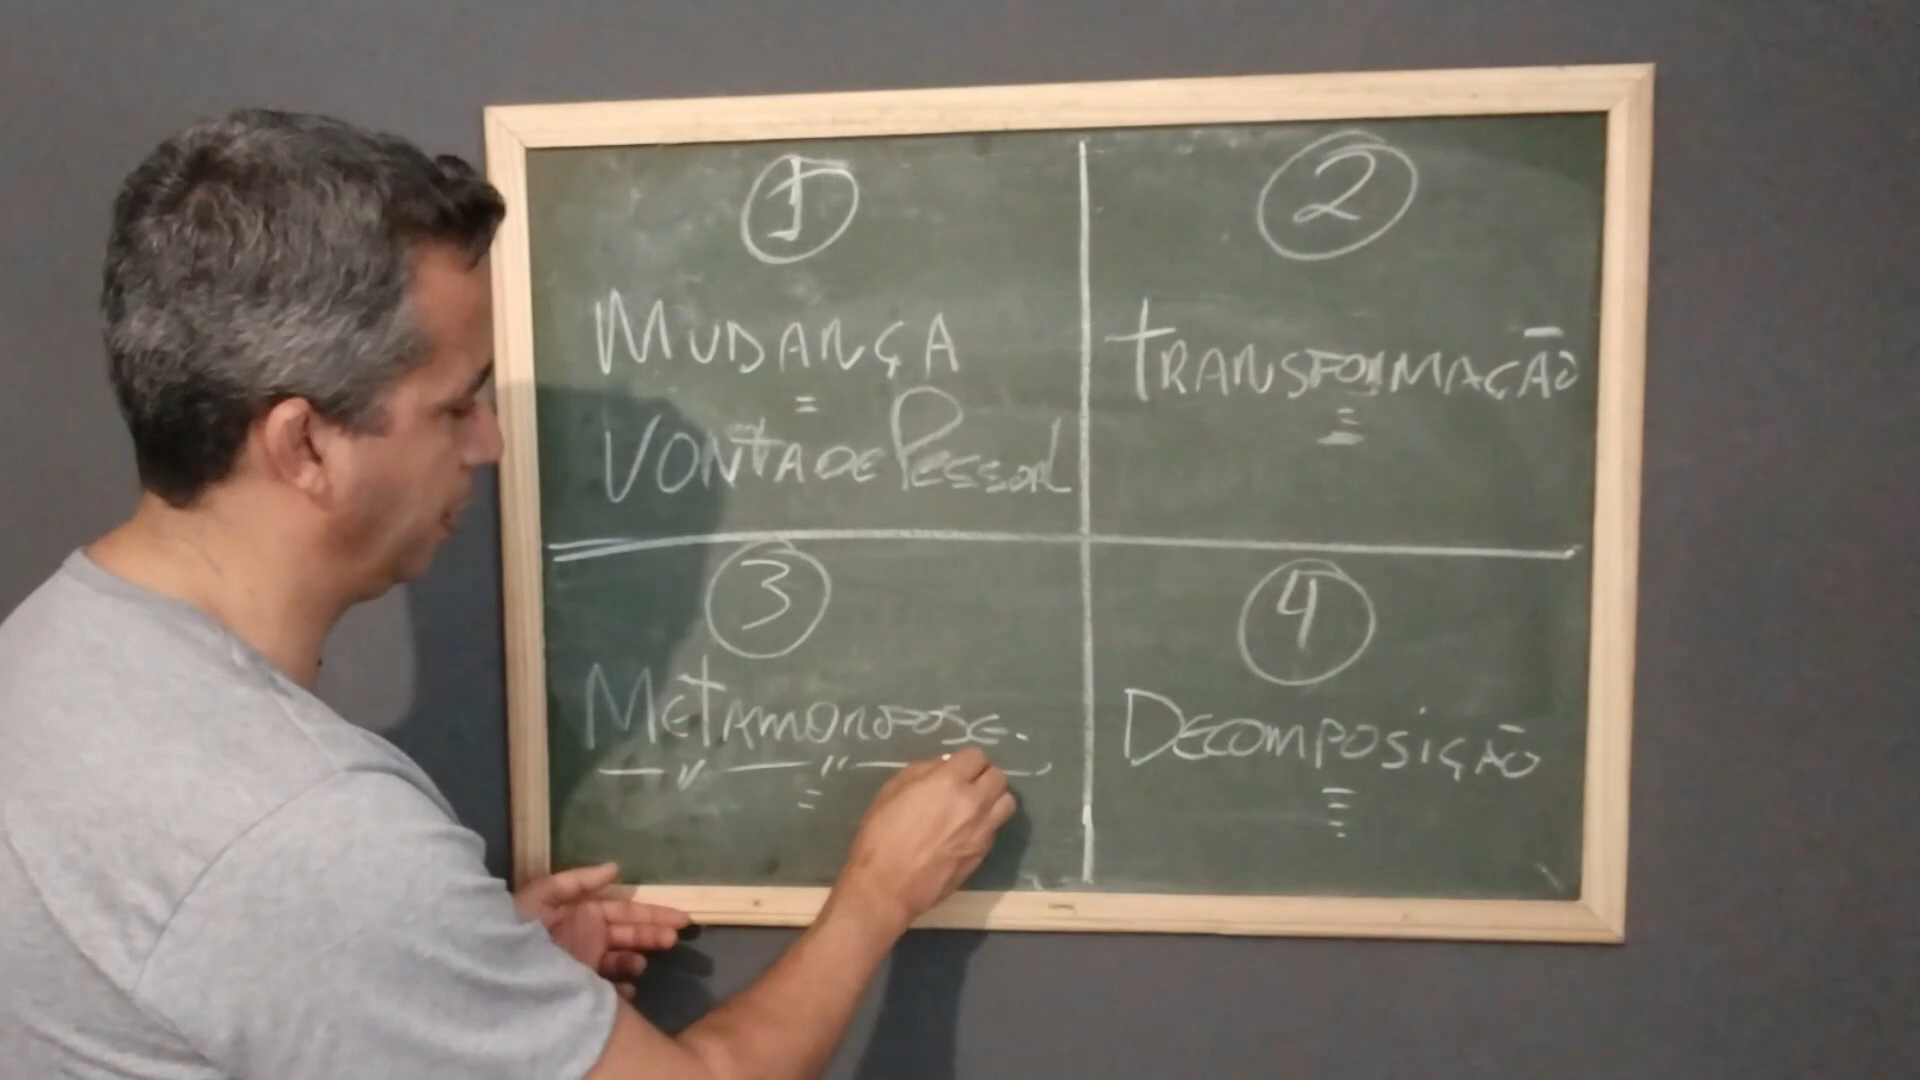 1
MUDANÇA
=
VONTADE PESSOAL
2
TRANSFORMAÇÃO
3
METAMORFOSE.
4
DECOMPOSIÇÃO